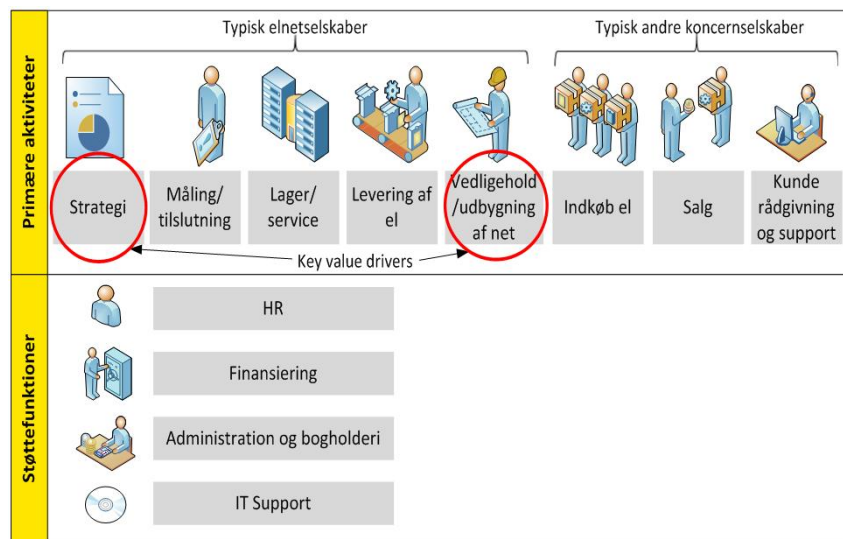 Typisk elnetselskaber
Typisk andre koncernselskaber
Primære aktiviteter
Strategi
Måling/
tilslutning
Lager/
service
Levering af
el
Vedligehold
/udbygning
af net
Indkøb el
Salg
Kunde
rådgivning
og support
Key value drivers
Støttefunktioner
HR
Finansiering
Administration og bogholderi
IT Support